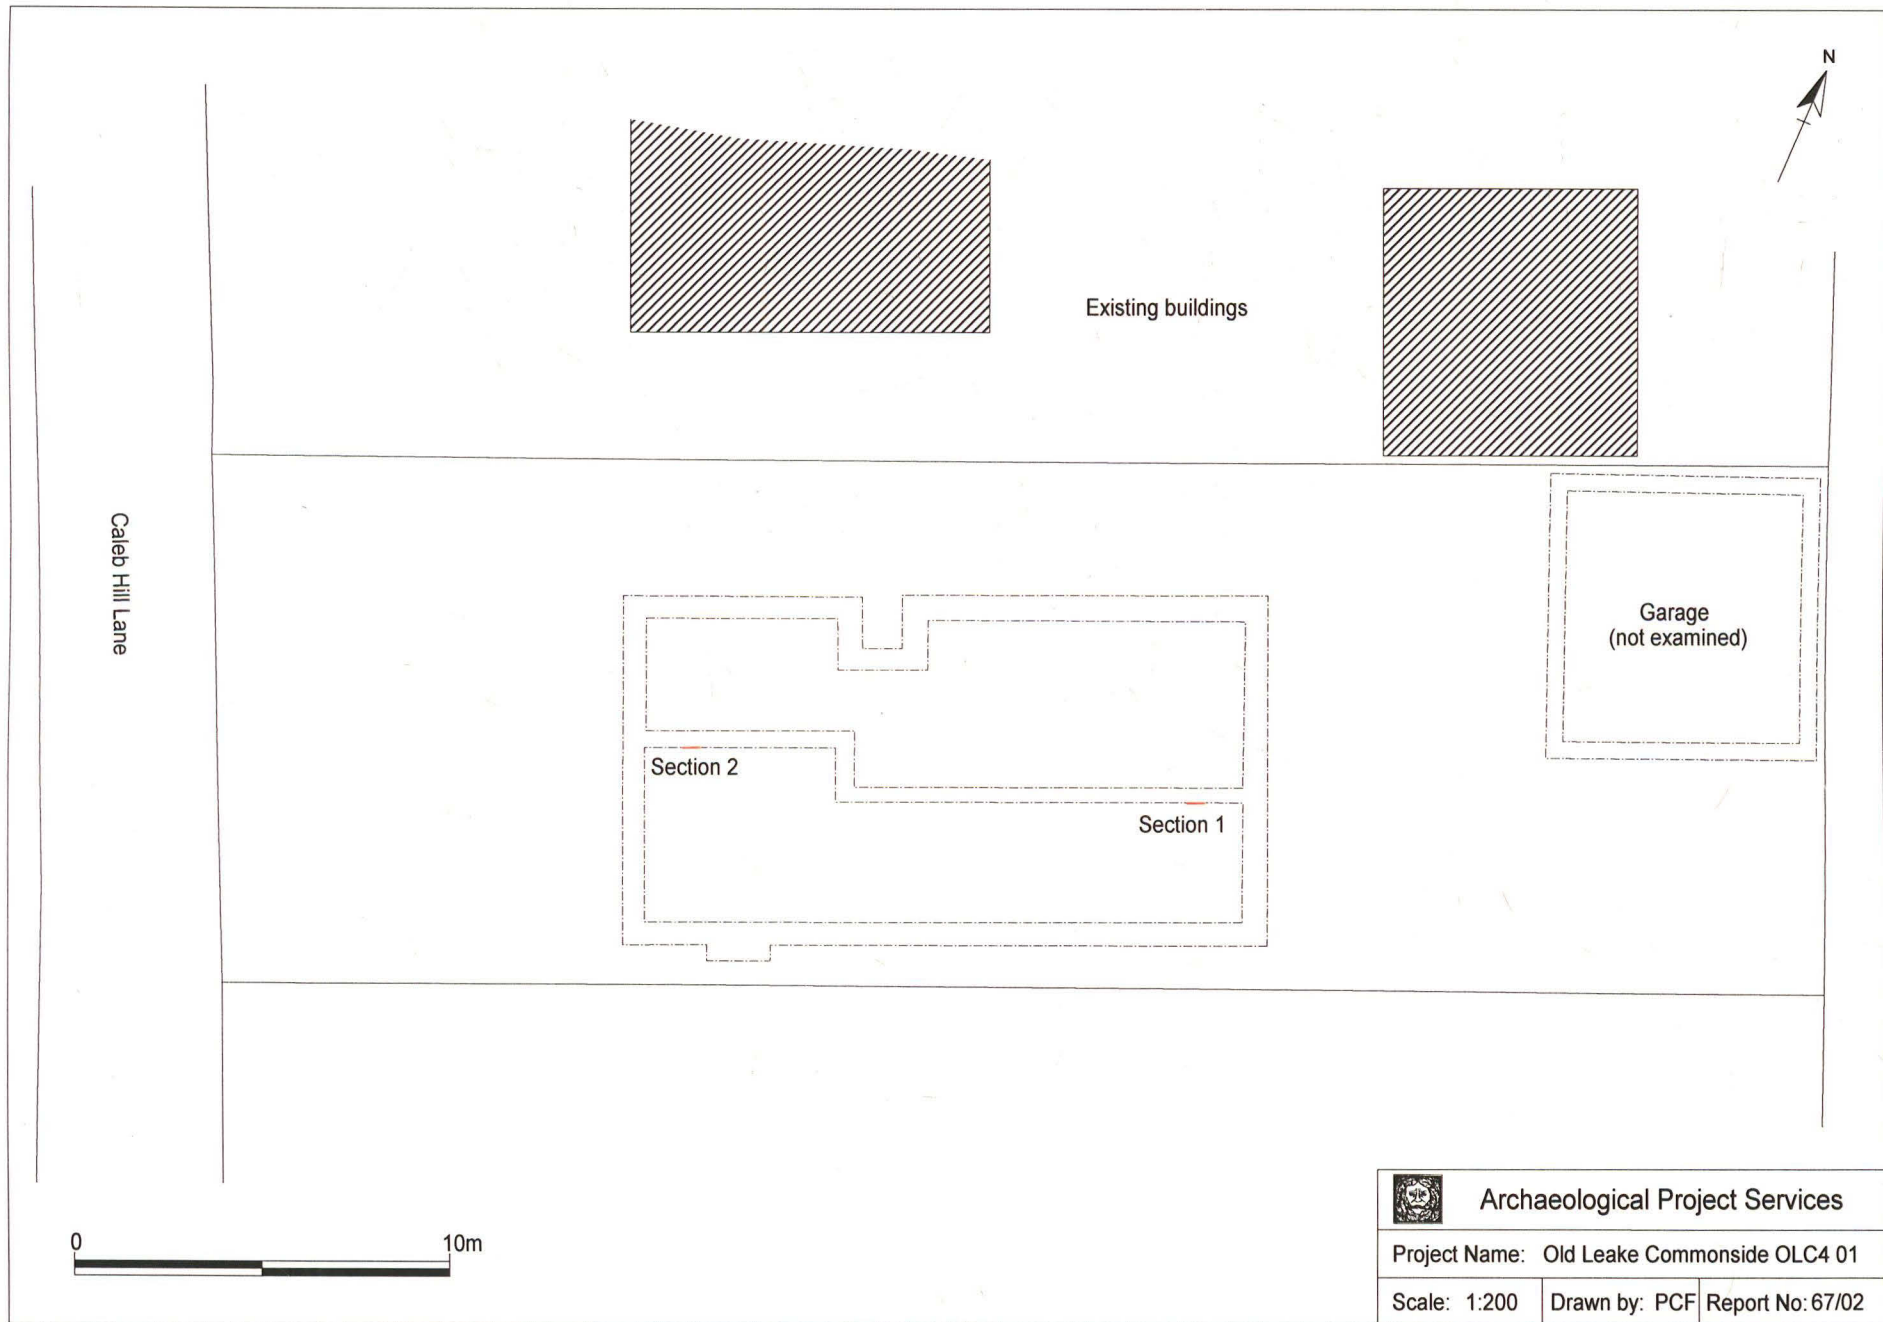 N
Existing buildings
Caleb Hill Lane
Garage
(not examined)
Section 2
Section 1
0 10m
Archaeological Project Services
Project Name: Old Leake Commonside OLC4 01
Scale: 1:200 Drawn by: PCF Report No: 67/02